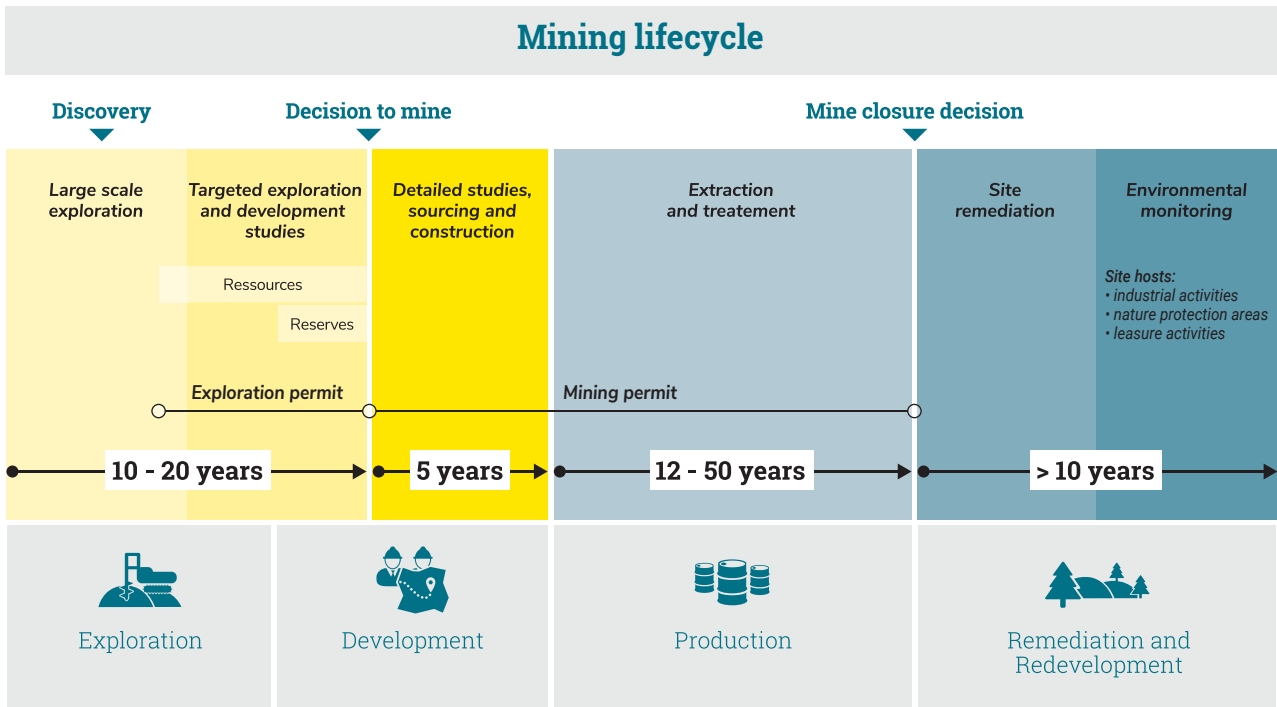 Mining lifecycle
Discovery
Decision to mine
Mine closure decision
Large scale
exploration
Targeted exploration
and development
studies
Detailed studies,
sourcing and
construction
Extraction
and treatement
Site
remediation
Environmental
monitoring
Ressources
Reserves
Site hosts:
• industrial activities
• nature protection areas
• leasure activities
Exploration permit
Mining permit
10 - 20 years
5 years
12 - 50 years
> 10 years
Exploration
Development
Production
Remediation and
Redevelopment